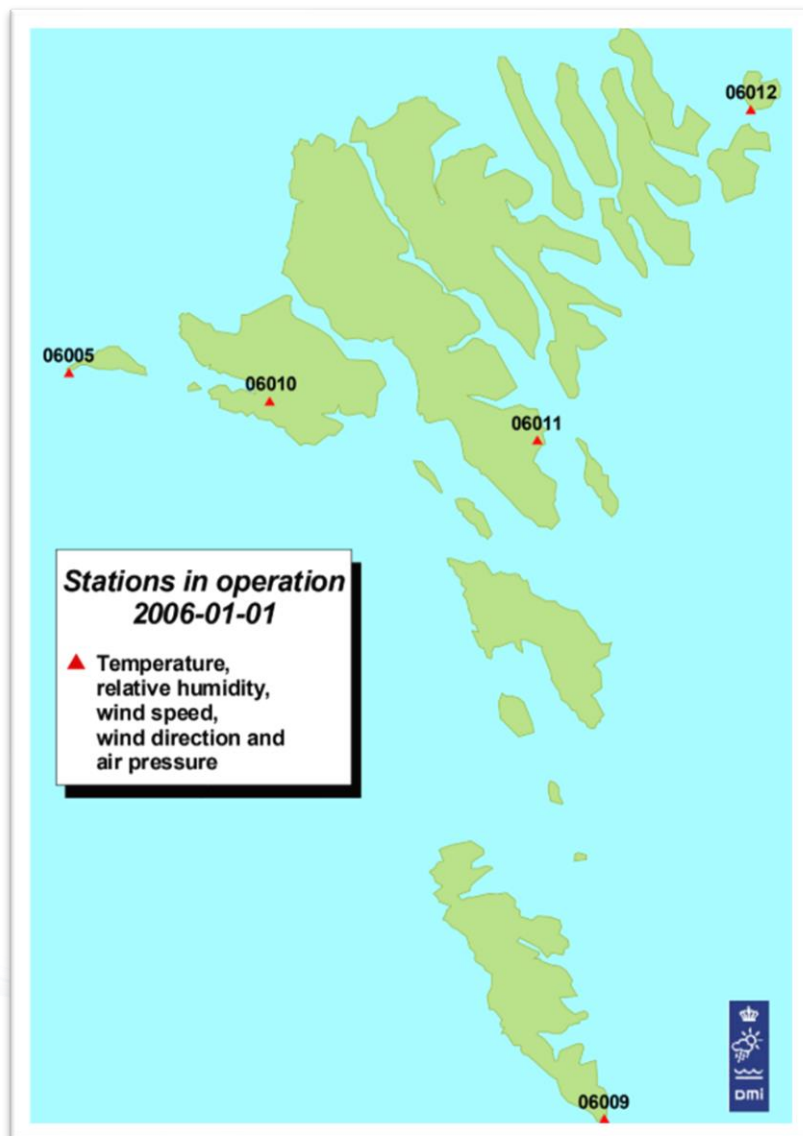 06012
06005
06010
06011
Stations in operation
2006-01-01
Temperature,
relative humidity,
wind speed,
wind direction and
air pressure
06009
DMi